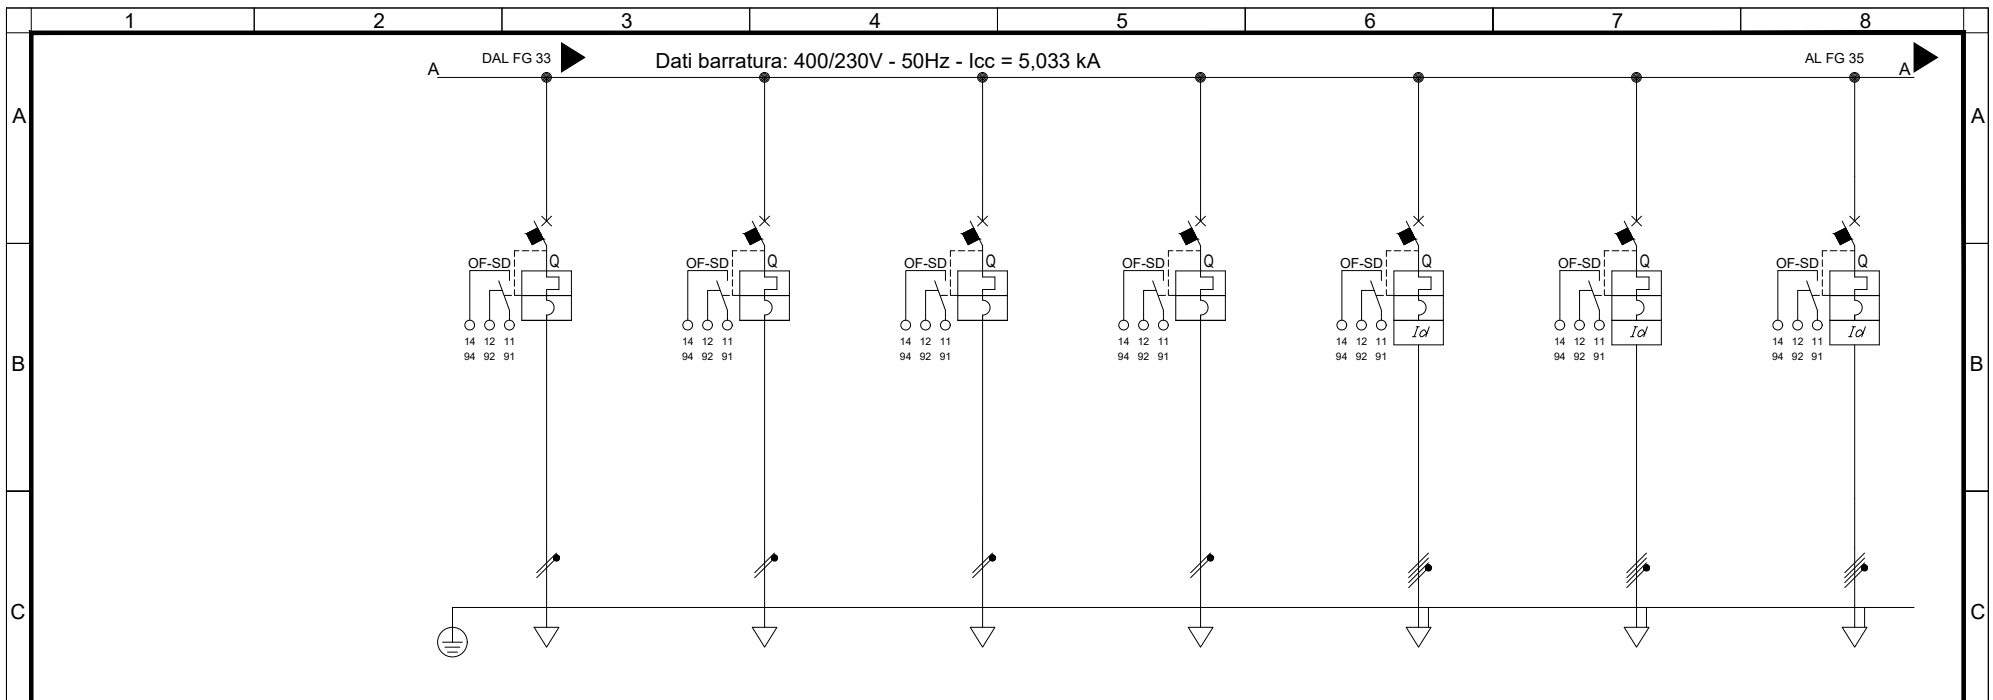 1 2 3 4 5 6 7 8
DAL FG 33 Dati barratura: 400/230V - 50Hz - Icc = 5,033 kA AL FG 35
A A
A A
OF-SD Q OF-SD Q OF-SD Q OF-SD Q OF-SD Q OF-SD Q OF-SD Q
Id Id Id
14 12 11 14 12 11 14 12 11 14 12 11 14 12 11 14 12 11 14 12 11
94 92 91 94 92 91 94 92 91 94 92 91 94 92 91 94 92 91 94 92 91
B B
C C